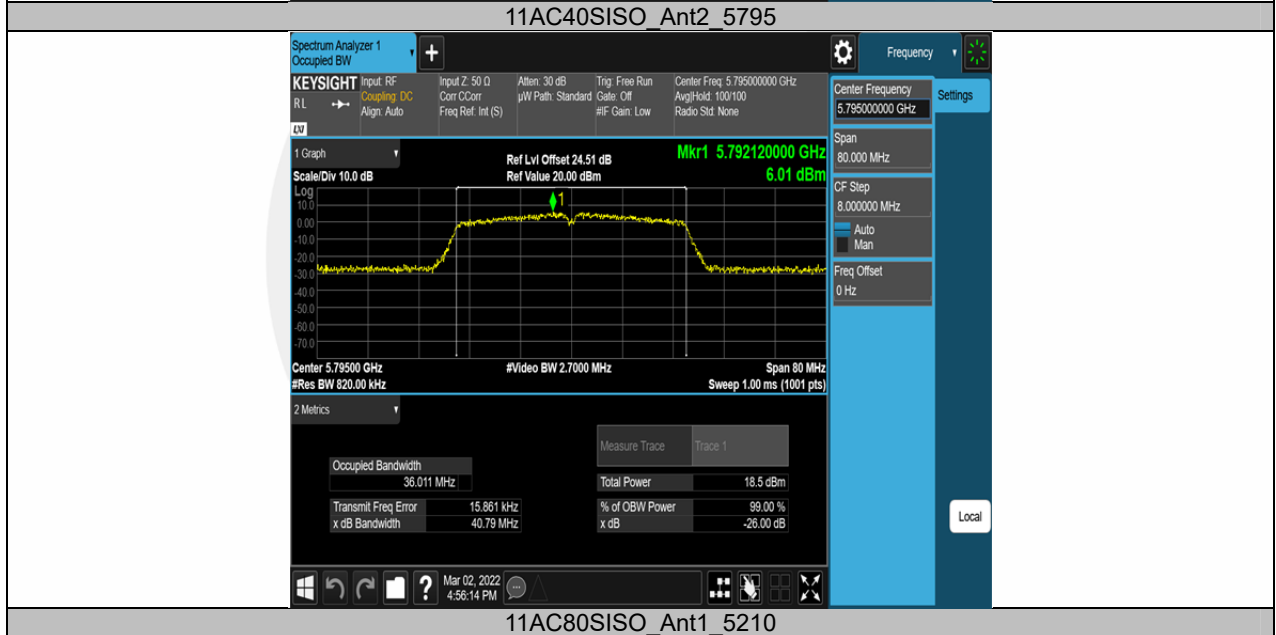 11AC40SISO_Ant2_5795
Spectrum Analyzer 1
Occupied BW
+
Frequency
KEYSIGHT
Input: RF
Input Z: 50 Ω
Atten: 30 dB
Trig: Free Run
Center Freq: 5.795000000 GHz
RL
Coupling: DC
Corr CCorr
µW Path: Standard
Gate: Off
Avg|Hold: 100/100
Align: Auto
Freq Ref: Int (S)
#IF Gain: Low
Radio Std: None
LXI
Center Frequency
5.795000000 GHz
Settings
Span
80.000 MHz
CF Step
8.000000 MHz
Auto
Man
Freq Offset
0 Hz
1 Graph
Ref Lvl Offset 24.51 dB
Mkr1 5.792120000 GHz
Scale/Div 10.0 dB
Ref Value 20.00 dBm
6.01 dBm
Log
1
10.0
0.00
-10.0
-20.0
-30.0
-40.0
-50.0
-60.0
-70.0
Center 5.79500 GHz
#Video BW 2.7000 MHz
Span 80 MHz
#Res BW 820.00 kHz
Sweep 1.00 ms (1001 pts)
2 Metrics
Measure Trace
Trace 1
Occupied Bandwidth
36.011 MHz
Total Power
18.5 dBm
Transmit Freq Error
15.861 kHz
% of OBW Power
99.00 %
x dB Bandwidth
40.79 MHz
x dB
-26.00 dB
Local
?
Mar 02, 2022
4:56:14 PM
11AC80SISO_Ant1_5210